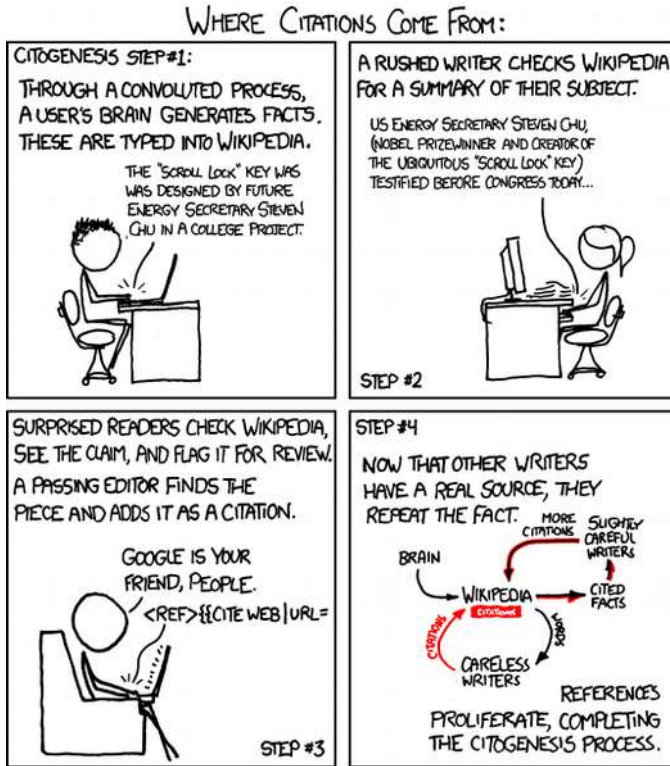 WHERE CITATIONS COME FROM:
CITOGENESIS STEP #1:
THROUGH A CONVOLUTED PROCESS,
A USER'S BRAIN GENERATES FACTS.
THESE ARE TYPED INTO WIKIPEDIA.
THE "SCROLL LOCK" KEY WAS
WAS DESIGNED BY FUTURE
ENERGY SECRETARY STEVEN
CHU IN A COLLEGE PROJECT.
A RUSHED WRITER CHECKS WIKIPEDIA
FOR A SUMMARY OF THEIR SUBJECT.
US ENERGY SECRETARY STEVEN CHU,
(NOBEL PRIZEWINNER AND CREATOR OF
THE UBIQUITOUS "SCROLL LOCK" KEY)
TESTIFIED BEFORE CONGRESS TODAY...
STEP #2
SURPRISED READERS CHECK WIKIPEDIA,
SEE THE CLAIM, AND FLAG IT FOR REVIEW.
A PASSING EDITOR FINDS THE
PIECE AND ADDS IT AS A CITATION.
GOOGLE IS YOUR
FRIEND, PEOPLE.
<REF>{{CITE WEB|URL=
STEP #3
STEP #4
NOW THAT OTHER WRITERS
HAVE A REAL SOURCE, THEY
REPEAT THE FACT.
BRAIN
WIKIPEDIA
CITATIONS
MORE
CITATIONS
SLIGHTLY
CAREFUL
WRITERS
CITED
FACTS
WORDS
CARELESS
WRITERS
CITATIONS
REFERENCES
PROLIFERATE, COMPLETING
THE CITOGENESIS PROCESS.